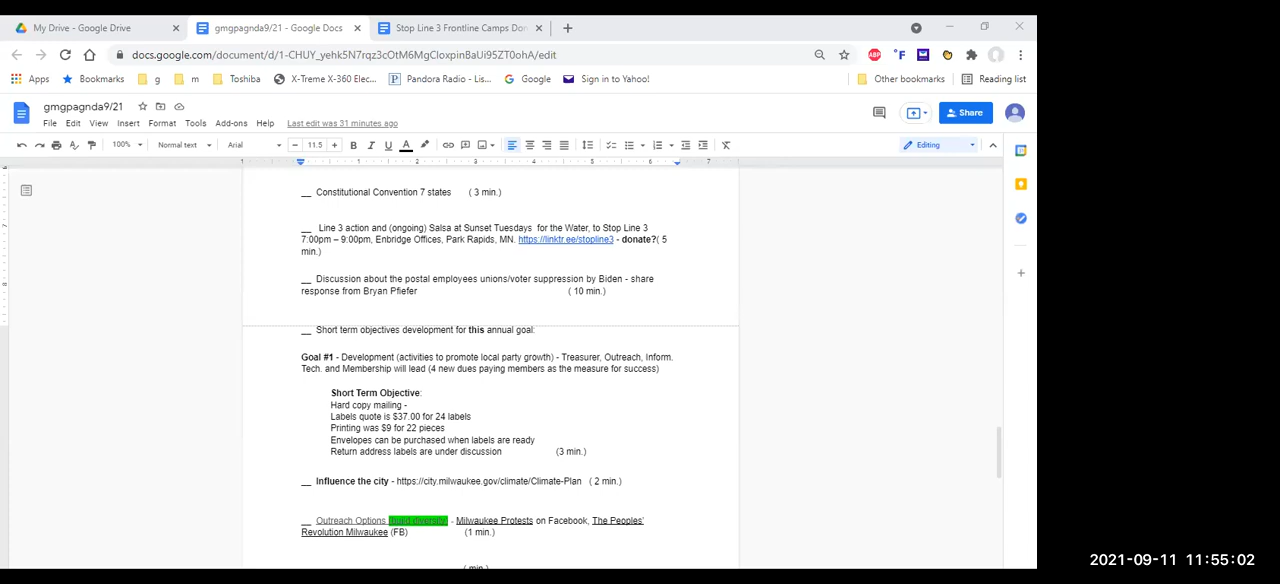 My Drive - Google Drive
gmgpagnda9/21 - Google Docs
Stop Line 3 Frontline Camps Don
docs.google.com/document/d/1-CHUY_yehk5N7rqz3cOtM6MgCloxpinBaUi95ZT0ohA/edit
ABP
F
Apps
Bookmarks
g
m
Toshiba
X-Treme X-360 Elec...
Pandora Radio - Lis...
Google
Sign in to Yahoo!
Other bookmarks
Reading list
gmgpagnda9/21
Share
File Edit View Insert Format Tools Add-ons Help Last edit was 31 minutes ago
100% Normal text Arial 11.5 B I U A Editing
1 1 2 3 4 5 6 7
__ Constitutional Convention 7 states ( 3 min.)
__ Line 3 action and (ongoing) Salsa at Sunset Tuesdays for the Water, to Stop Line 3
7:00pm – 9:00pm, Enbridge Offices, Park Rapids, MN. https://linktr.ee/stopline3 - donate?( 5
min.)
__ Discussion about the postal employees unions/voter suppression by Biden - share
response from Bryan Pfiefer ( 10 min.)
__ Short term objectives development for this annual goal:
Goal #1 - Development (activities to promote local party growth) - Treasurer, Outreach, Inform.
Tech. and Membership will lead (4 new dues paying members as the measure for success)
Short Term Objective:
Hard copy mailing -
Labels quote is $37.00 for 24 labels
Printing was $9 for 22 pieces
Envelopes can be purchased when labels are ready
Return address labels are under discussion (3 min.)
__ Influence the city - https://city.milwaukee.gov/climate/Climate-Plan ( 2 min.)
__ Outreach Options - Milwaukee Protests on Facebook, The Peoples'
Revolution Milwaukee (FB) (1 min.)
( min.)
2021-09-11 11:55:02